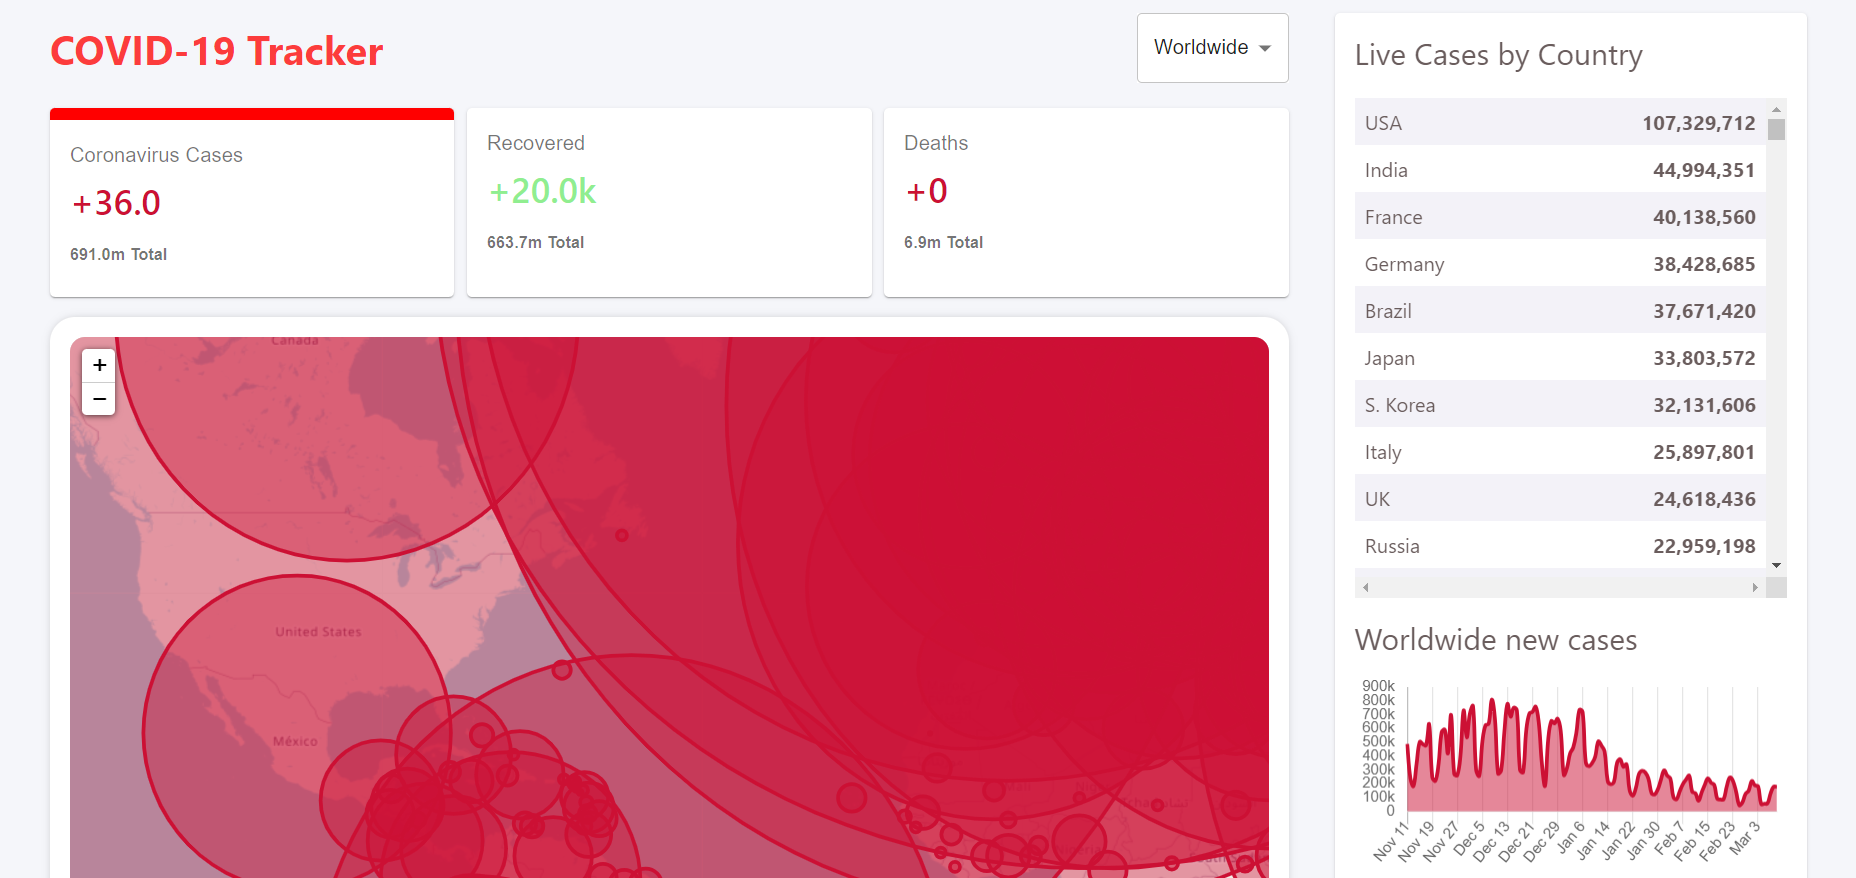 COVID-19 Tracker
Worldwide
Coronavirus Cases
+36.0
691.0m Total
Recovered
+20.0k
663.7m Total
Deaths
+0
6.9m Total
+
−
Canada
United States
México
Live Cases by Country
USA 107,329,712
India 44,994,351
France 40,138,560
Germany 38,428,685
Brazil 37,671,420
Japan 33,803,572
S. Korea 32,131,606
Italy 25,897,801
UK 24,618,436
Russia 22,959,198
Worldwide new cases
900k
800k
700k
600k
500k
400k
300k
200k
100k
0
Nov 11 Nov 19 Nov 27 Dec 5 Dec 13 Dec 21 Dec 29 Jan 6 Jan 14 Jan 22 Jan 30 Feb 7 Feb 15 Feb 23 Mar 3